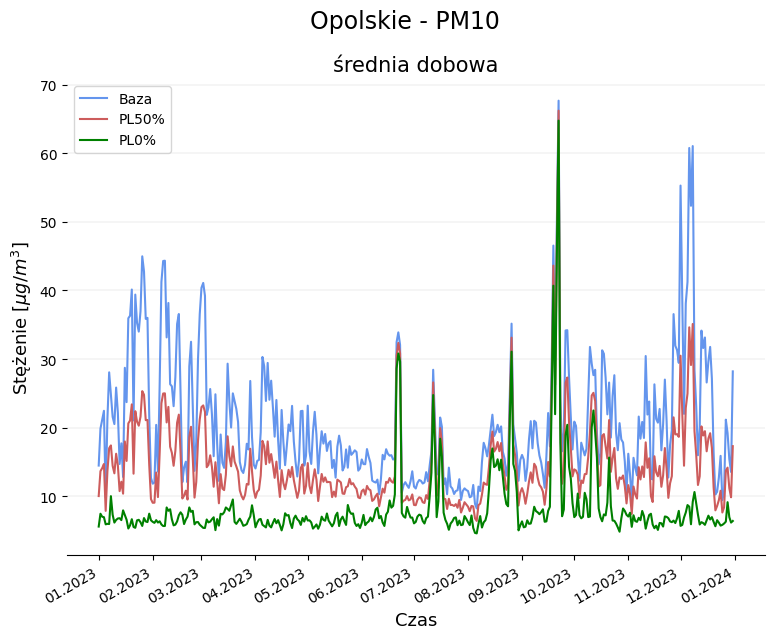 Opolskie - PM10
średnia dobowa
Baza
PL50%
PL0%
70
60
50
40
30
20
10
Stężenie [μg/m³]
01.2023
02.2023
03.2023
04.2023
05.2023
06.2023
07.2023
08.2023
09.2023
10.2023
11.2023
12.2023
01.2024
Czas